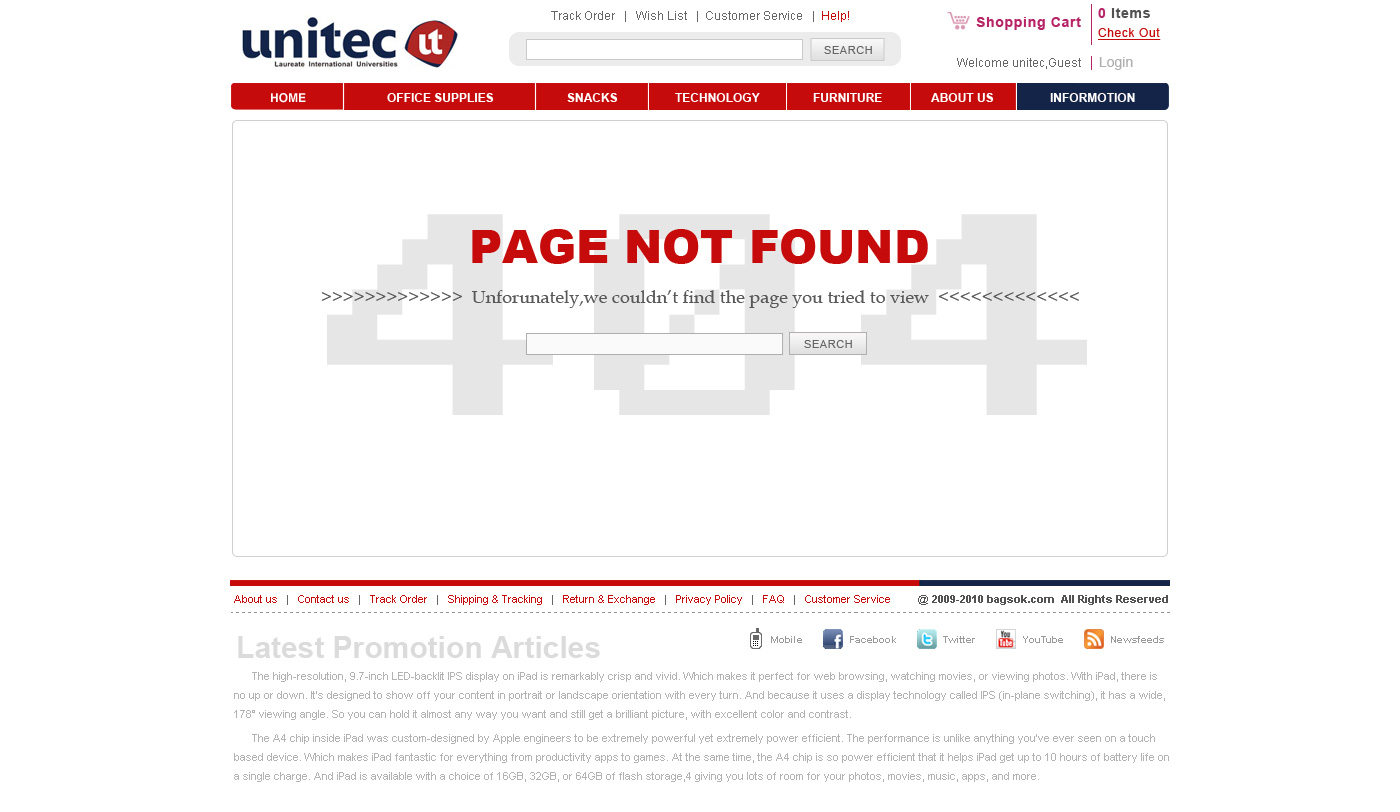 unitec ut
Laureate International Universities
Track Order | Wish List | Customer Service | Help!
SEARCH
Shopping Cart
0 Items
Check Out
Welcome unitec,Guest | Login
HOME OFFICE SUPPLIES SNACKS TECHNOLOGY FURNITURE ABOUT US INFORMOTION
404
PAGE NOT FOUND
>>>>>>>>>>>>> Unforunately,we couldn't find the page you tried to view <<<<<<<<<<<<<
SEARCH
About us | Contact us | Track Order | Shipping & Tracking | Return & Exchange | Privacy Policy | FAQ | Customer Service @ 2009-2010 bagsok.com All Rights Reserved
Latest Promotion Articles
Mobile Facebook Twitter You Tube YouTube Newsfeeds
The high-resolution, 9.7-inch LED-backlit IPS display on iPad is remarkably crisp and vivid. Which makes it perfect for web browsing, watching movies, or viewing photos. With iPad, there is
no up or down. It's designed to show off your content in portrait or landscape orientation with every turn. And because it uses a display technology called IPS (in-plane switching), it has a wide,
178° viewing angle. So you can hold it almost any way you want and still get a brilliant picture, with excellent color and contrast.
The A4 chip inside iPad was custom-designed by Apple engineers to be extremely powerful yet extremely power efficient. The performance is unlike anything you've ever seen on a touch
based device. Which makes iPad fantastic for everything from productivity apps to games. At the same time, the A4 chip is so power efficient that it helps iPad get up to 10 hours of battery life on
a single charge. And iPad is available with a choice of 16GB, 32GB, or 64GB of flash storage,4 giving you lots of room for your photos, movies, music, apps, and more.